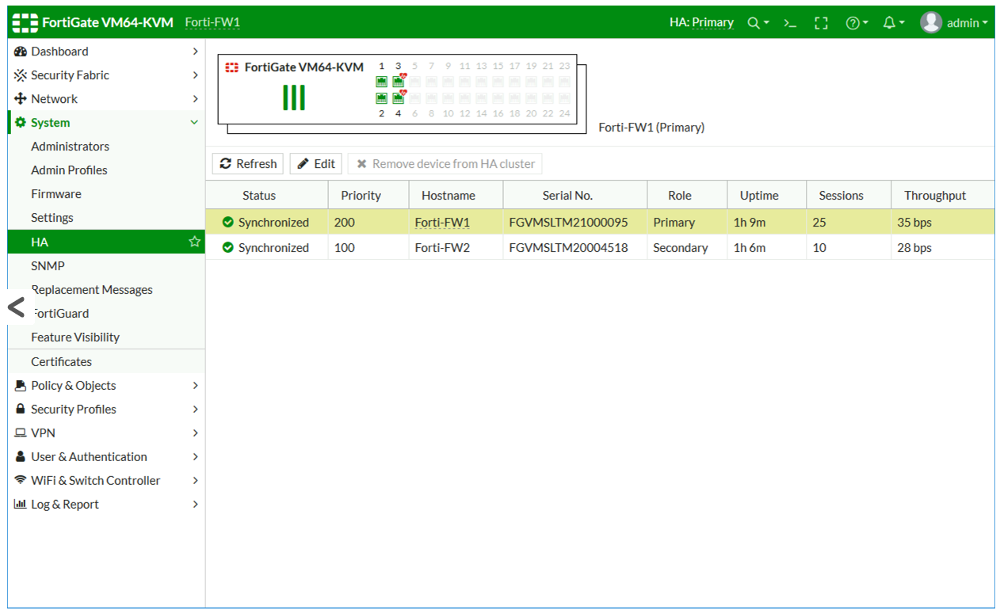 FortiGate VM64-KVM Forti-FW1 HA: Primary >_ admin
Dashboard
Security Fabric
Network
System
Administrators
Admin Profiles
Firmware
Settings
HA
SNMP
Replacement Messages
FortiGuard
Feature Visibility
Certificates
Policy & Objects
Security Profiles
VPN
User & Authentication
WiFi & Switch Controller
Log & Report
FortiGate VM64-KVM
1 3 5 7 9 11 13 15 17 19 21 23
2 4 6 8 10 12 14 16 18 20 22 24
Forti-FW1 (Primary)
Refresh Edit Remove device from HA cluster
Status Priority Hostname Serial No. Role Uptime Sessions Throughput
Synchronized 200 Forti-FW1 FGVMSLTM21000095 Primary 1h 9m 25 35 bps
Synchronized 100 Forti-FW2 FGVMSLTM20004518 Secondary 1h 6m 10 28 bps